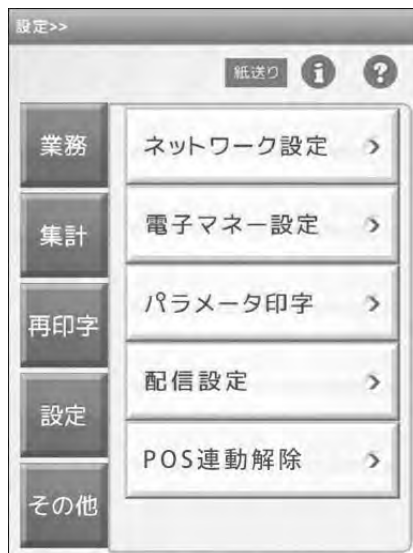 設定>>
紙送り
業務
集計
再印字
設定
その他
ネットワーク設定
電子マネー設定
パラメータ印字
配信設定
POS連動解除